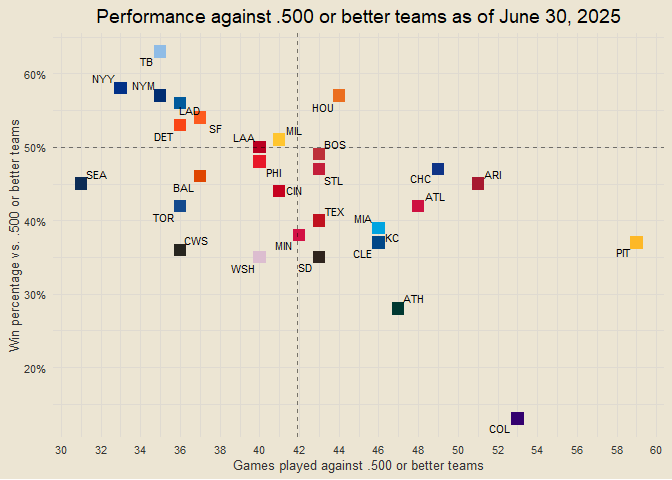 Performance against .500 or better teams as of June 30, 2025
TB
60%
NYY
NYM
HOU
LAD
SF
DET
MIL
LAA
50%
BOS
PHI
STL
SEA
CHC
ARI
BAL
CIN
ATL
40%
TOR
TEX
MIA
CWS
MIN
KC
PIT
WSH
SD
CLE
30%
ATH
20%
COL
Win percentage vs. .500 or better teams
30 32 34 36 38 40 42 44 46 48 50 52 54 56 58 60
Games played against .500 or better teams